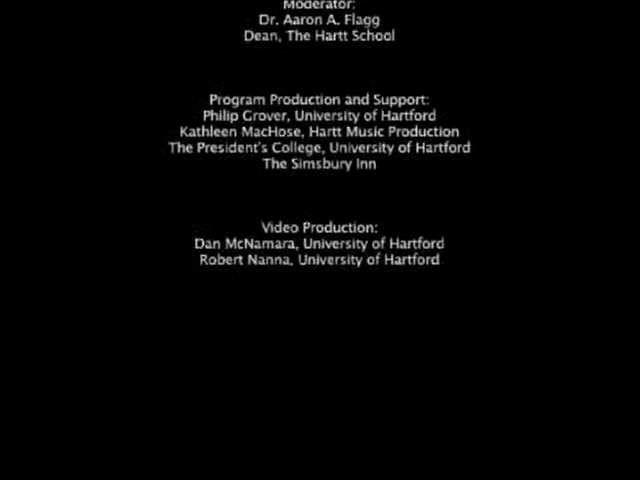 Moderator:
Dr. Aaron A. Flagg
Dean, The Hartt School
Program Production and Support:
Philip Grover, University of Hartford
Kathleen MacHose, Hartt Music Production
The President's College, University of Hartford
The Simsbury Inn
Video Production:
Dan McNamara, University of Hartford
Robert Nanna, University of Hartford